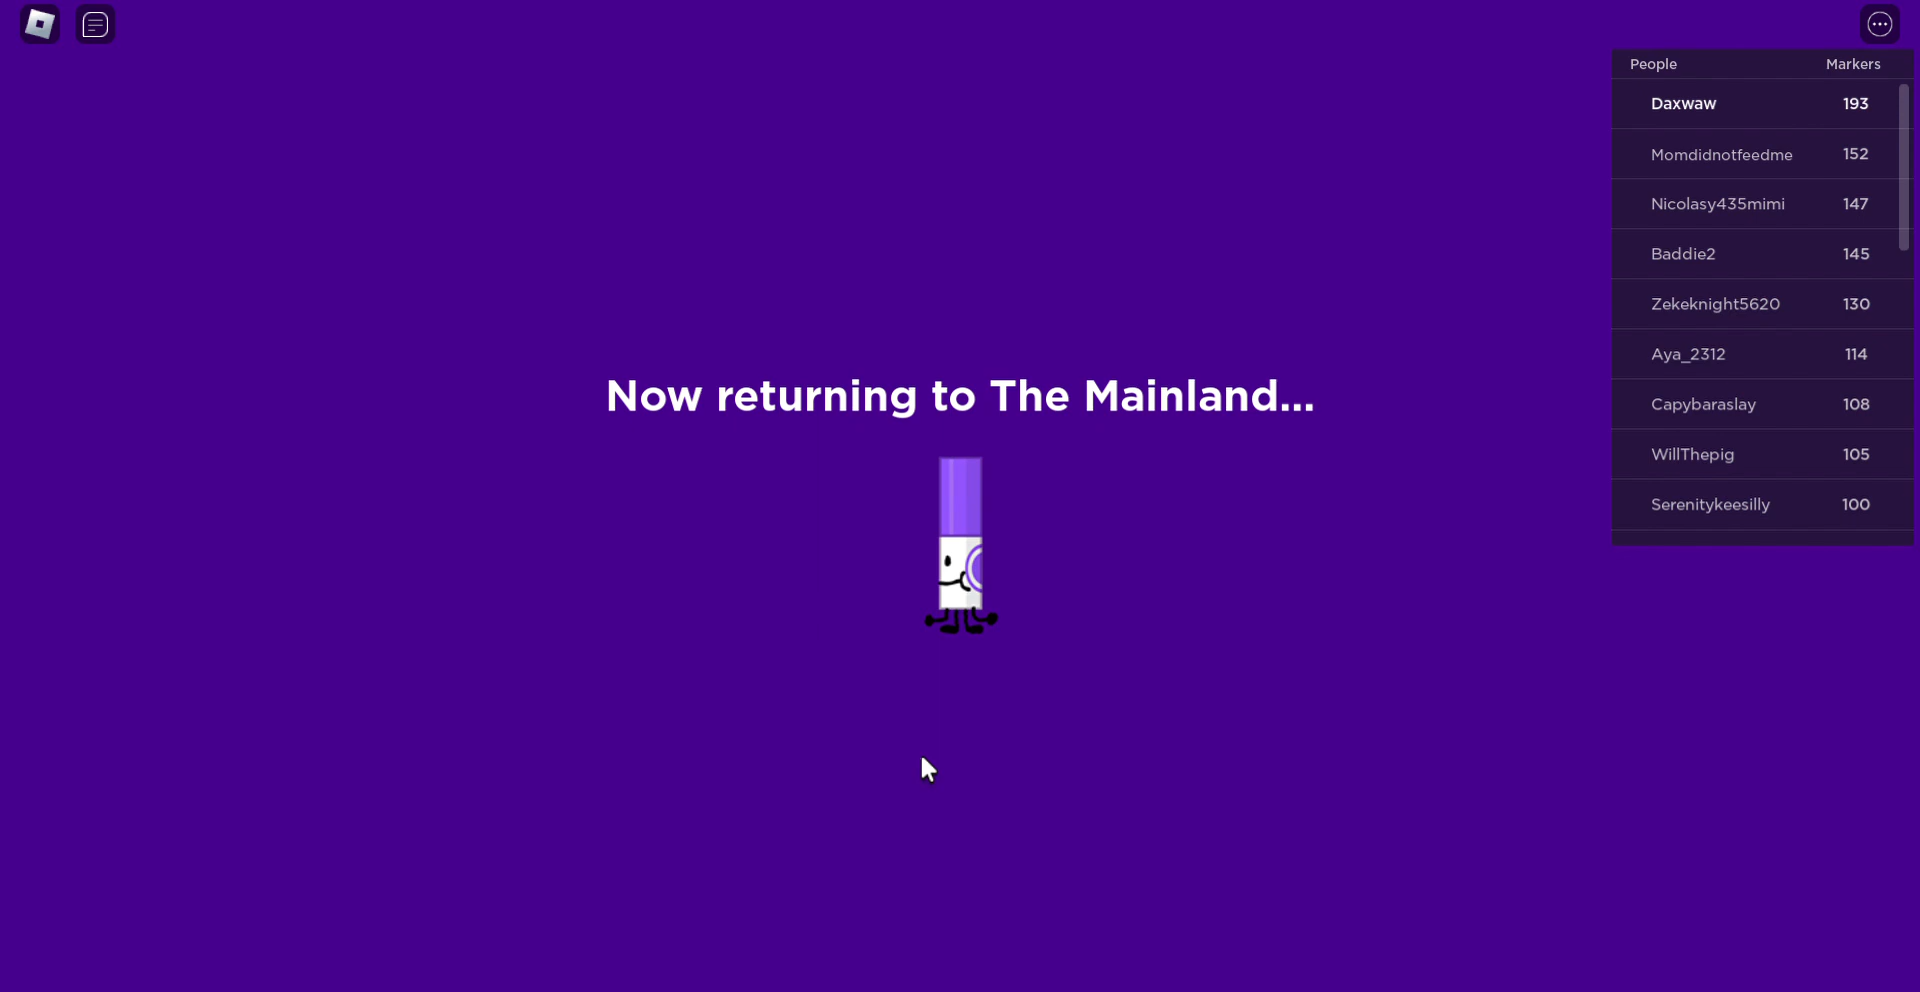 People Markers
Daxwaw 193
Momdidnotfeedme 152
Nicolasy435mimi 147
Baddie2 145
Zekeknight5620 130
Aya_2312 114
Capybaraslay 108
WillThepig 105
Serenitykeesilly 100
Now returning to The Mainland...